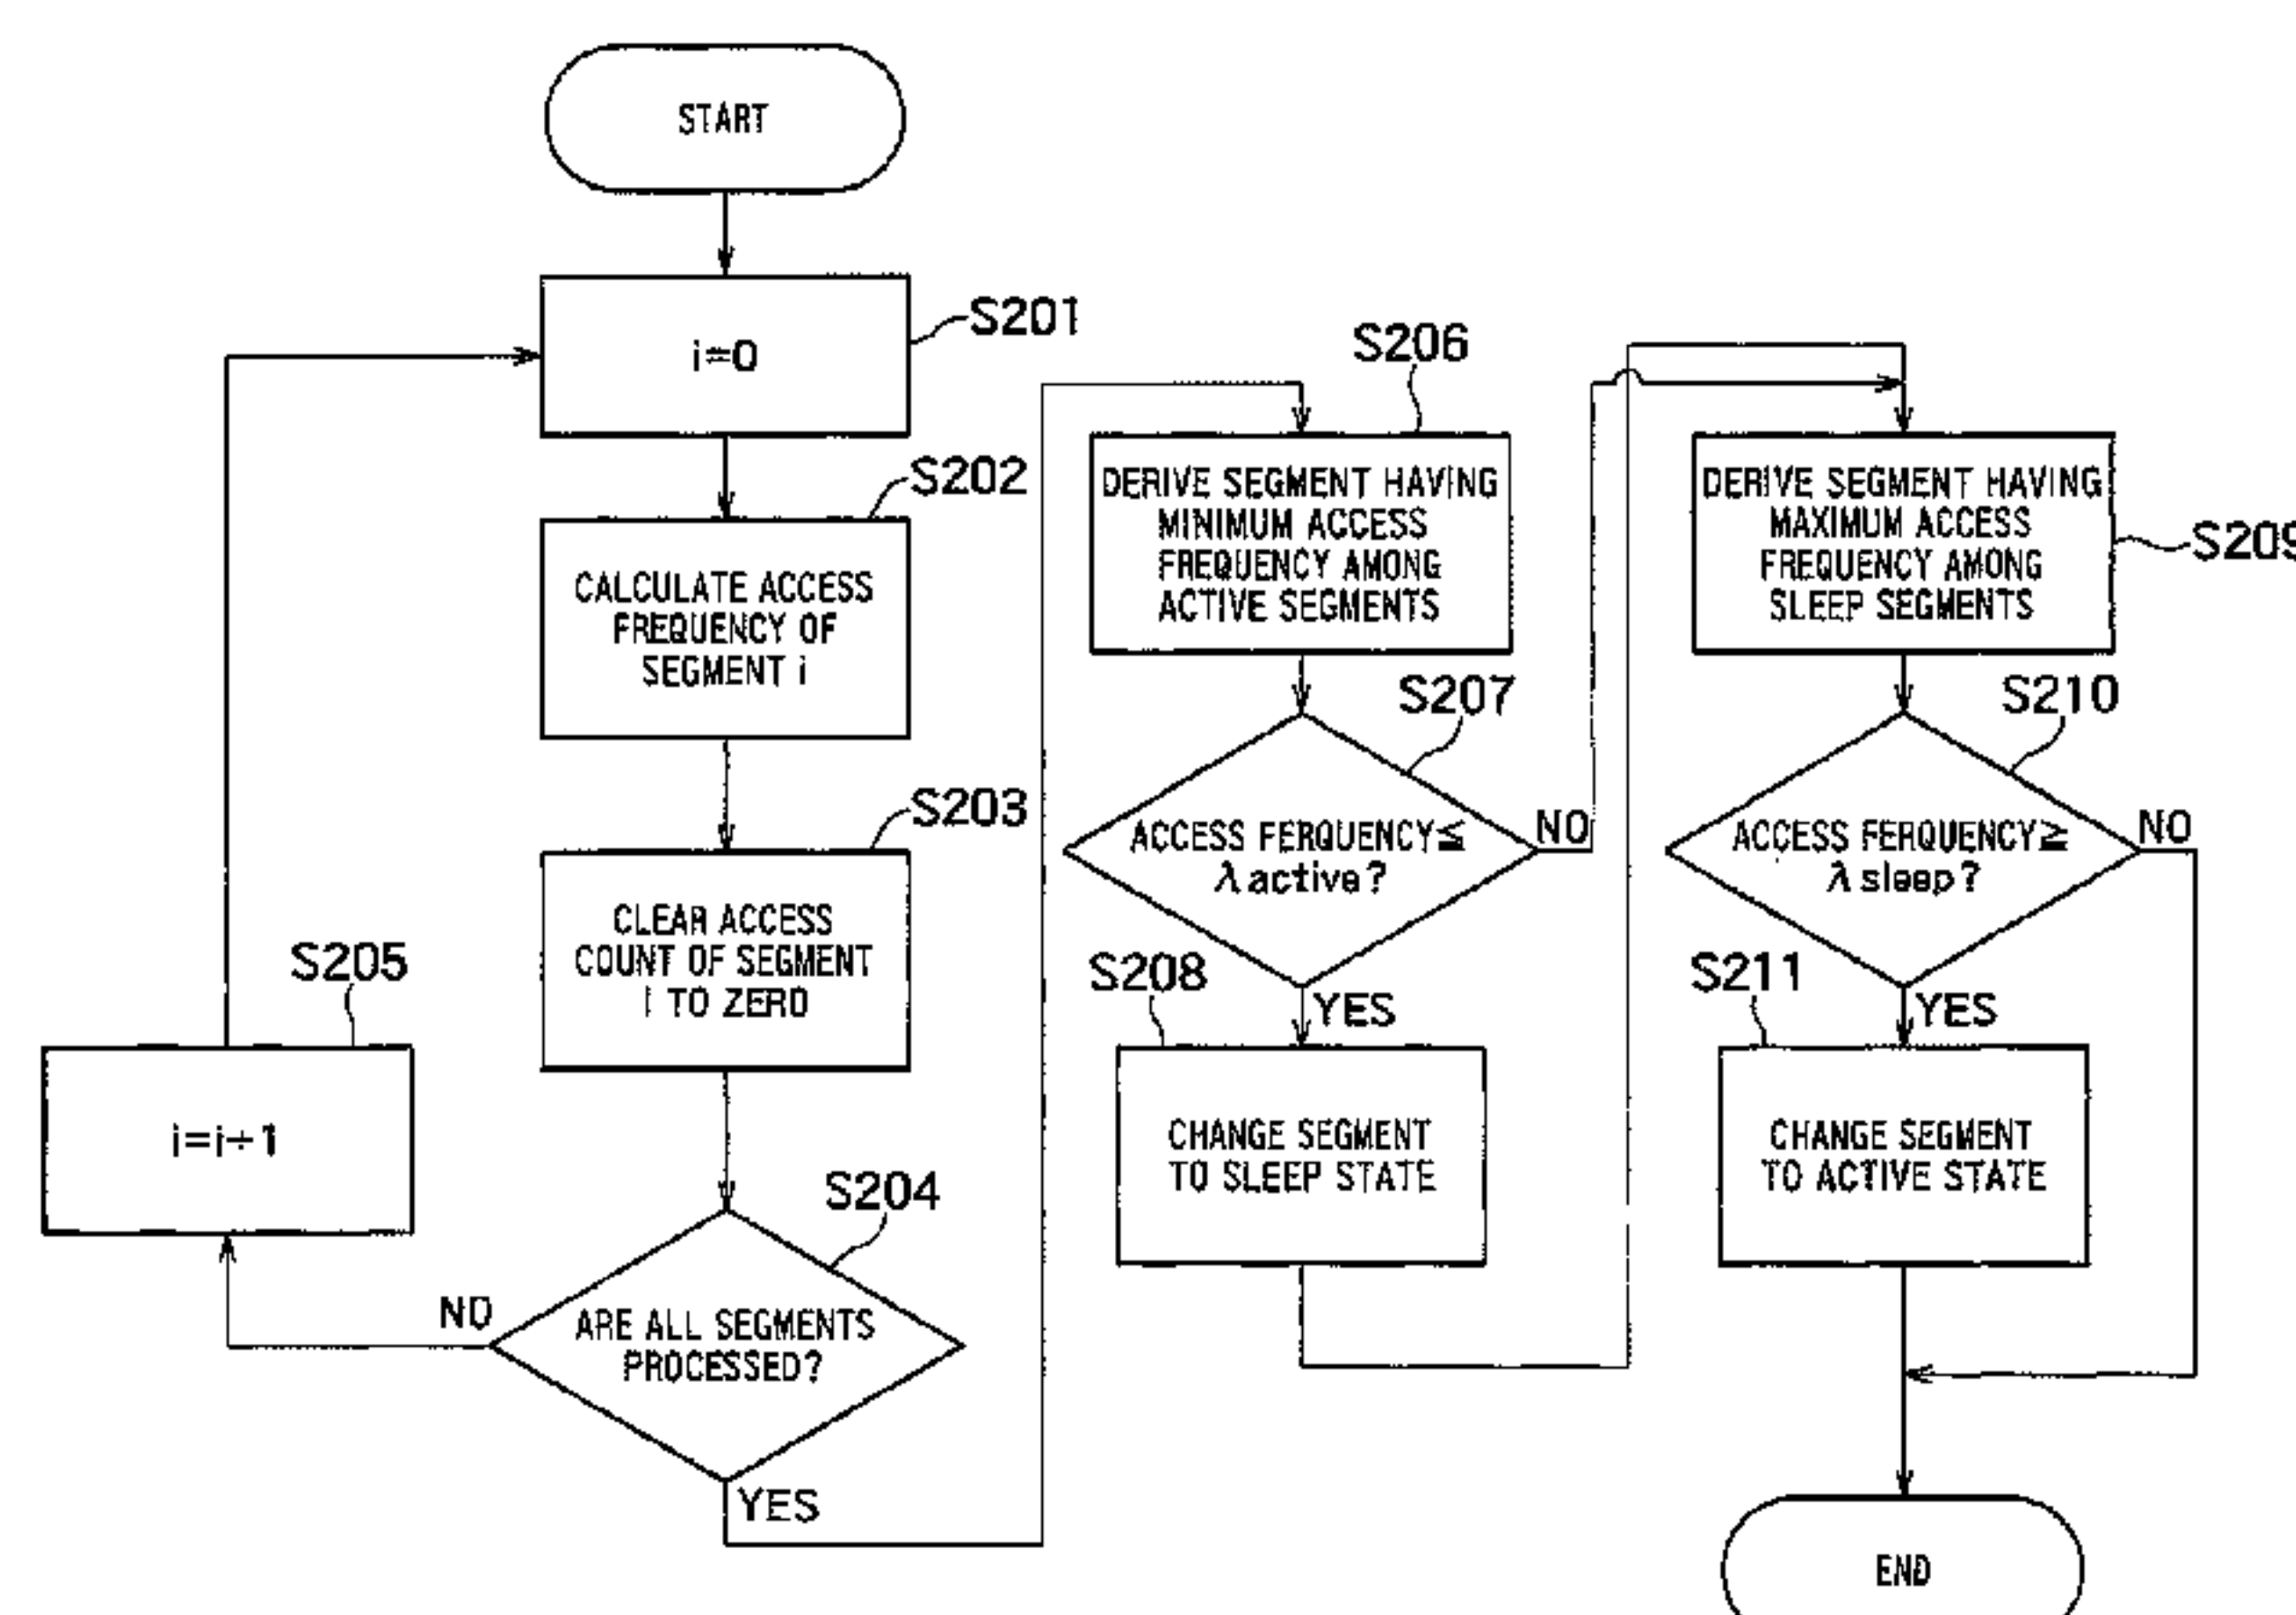 START
i=0
S201
CALCULATE ACCESS
FREQUENCY OF
SEGMENT i
S202
CLEAR ACCESS
COUNT OF SEGMENT
i TO ZERO
S203
ARE ALL SEGMENTS
PROCESSED?
S204
NO
YES
i=i+1
S205
DERIVE SEGMENT HAVING
MINIMUM ACCESS
FREQUENCY AMONG
ACTIVE SEGMENTS
S206
ACCESS FERQUENCY≦
λactive?
S207
NO
YES
CHANGE SEGMENT
TO SLEEP STATE
S208
DERIVE SEGMENT HAVING
MAXIMUM ACCESS
FREQUENCY AMONG
SLEEP SEGMENTS
S209
ACCESS FERQUENCY≧
λsleep?
S210
NO
YES
CHANGE SEGMENT
TO ACTIVE STATE
S211
END